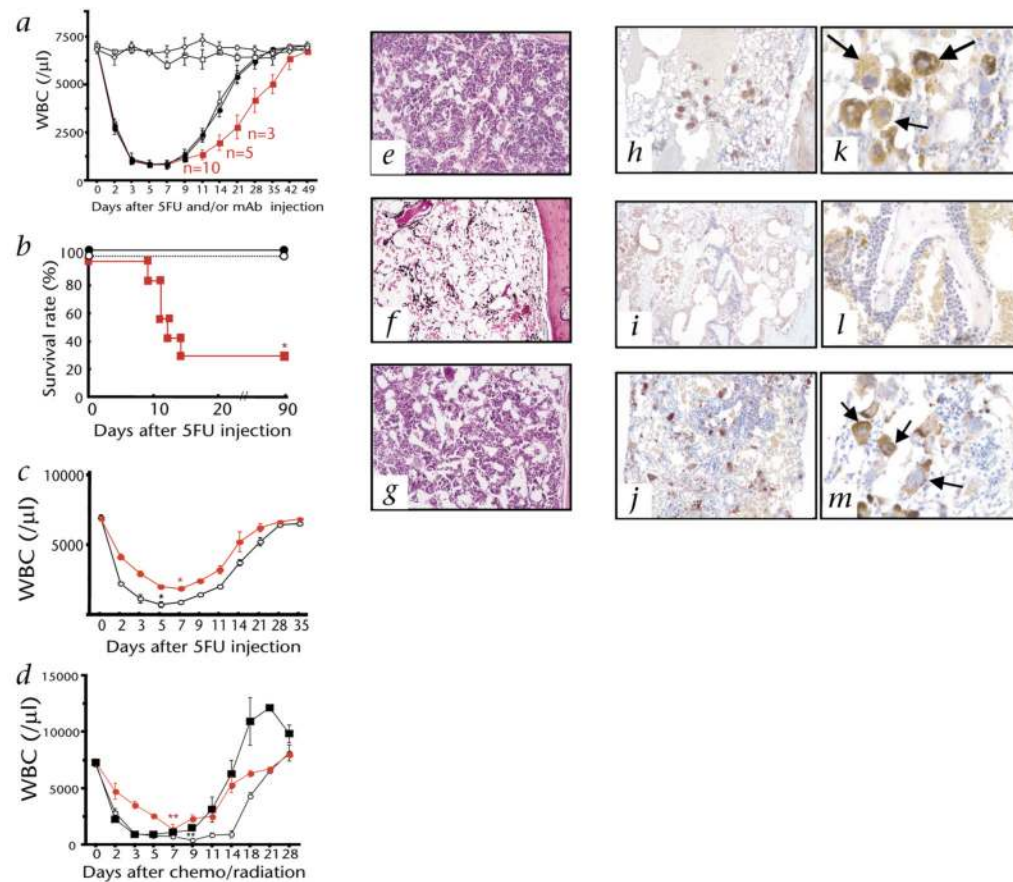 a
7500
5000
2500
0
WBC (/µl)
n=3
n=5
n=10
0 2 3 5 7 9 11 14 21 28 35 42 49
Days after 5FU and/or mAb injection
b
100
80
60
40
20
0
Survival rate (%)
*
0 10 20 // 90
Days after 5FU injection
c
10000
5000
0
WBC (/µl)
*
*
0 2 3 5 7 9 11 14 21 28 35
Days after 5FU injection
d
15000
10000
5000
0
WBC (/µl)
**
**
0 2 3 5 7 9 11 14 18 21 28
Days after chemo/radiation
e
f
g
h
k
i
l
j
m